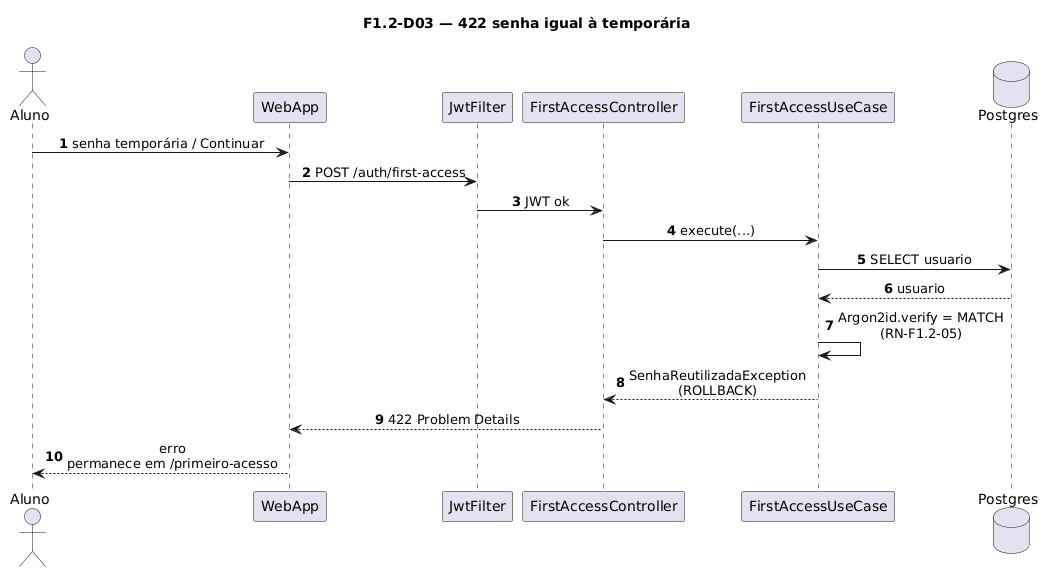 F1.2-D03 — 422 senha igual à temporária
Aluno
WebApp
JwtFilter
FirstAccessController
FirstAccessUseCase
Postgres
1 senha temporária / Continuar
2 POST /auth/first-access
3 JWT ok
4 execute(...)
5 SELECT usuario
6 usuario
7 Argon2id.verify = MATCH
(RN-F1.2-05)
8 SenhaReutilizadaException
(ROLLBACK)
9 422 Problem Details
10 erro
permanece em /primeiro-acesso
Aluno
WebApp
JwtFilter
FirstAccessController
FirstAccessUseCase
Postgres